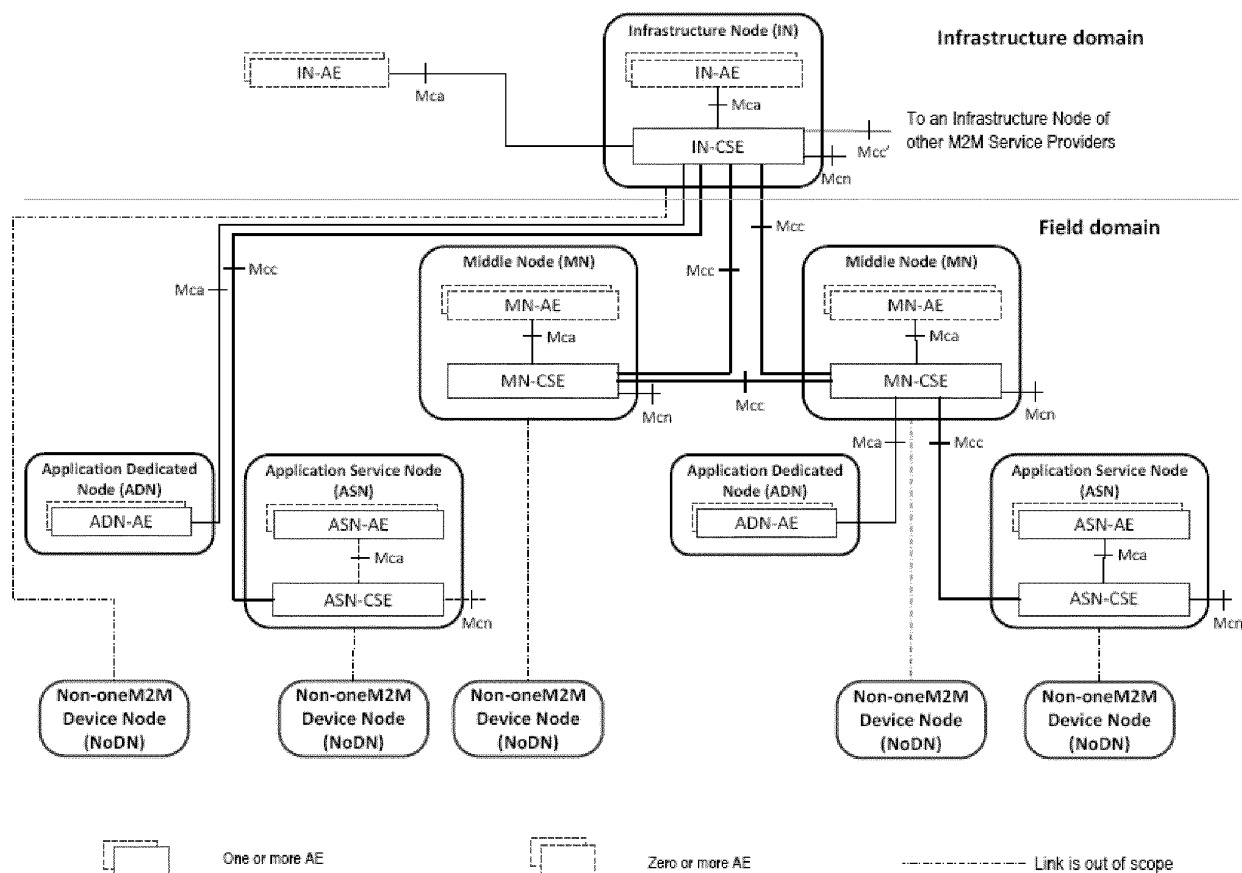 Infrastructure Node (IN)
Infrastructure domain
IN-AE
IN-AE
Mca
Mca
To an Infrastructure Node of
other M2M Service Providers
IN-CSE
Mcc'
Mcn
Mcc
Field domain
Mcc
Mca
Middle Node (MN)
Mcc
Middle Node (MN)
MN-AE
MN-AE
Mca
Mca
MN-CSE
MN-CSE
Mcc
Mcn
Mcn
Mca
Mcc
Application Dedicated
Node (ADN)
ADN-AE
Application Service Node
(ASN)
ASN-AE
Mca
ASN-CSE
Mcn
Application Dedicated
Node (ADN)
ADN-AE
Application Service Node
(ASN)
ASN-AE
Mca
ASN-CSE
Mcn
Non-oneM2M
Device Node
(NoDN)
Non-oneM2M
Device Node
(NoDN)
Non-oneM2M
Device Node
(NoDN)
Non-oneM2M
Device Node
(NoDN)
Non-oneM2M
Device Node
(NoDN)
One or more AE
Zero or more AE
Link is out of scope